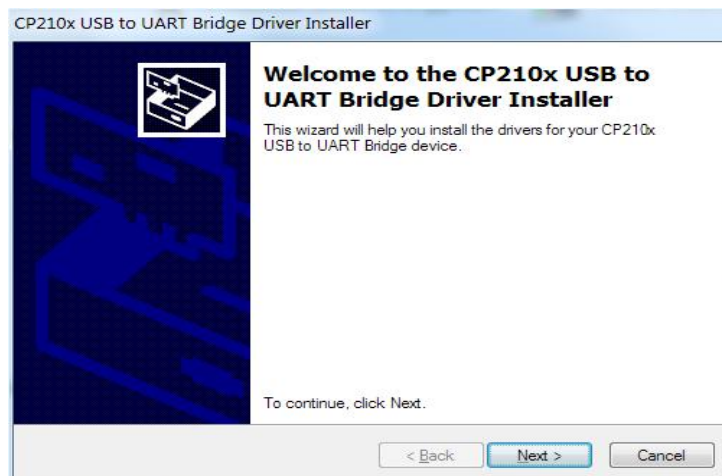 CP210x USB to UART Bridge Driver Installer
Welcome to the CP210x USB to
UART Bridge Driver Installer
This wizard will help you install the drivers for your CP210x
USB to UART Bridge device.
To continue, click Next.
< Back
Next >
Cancel